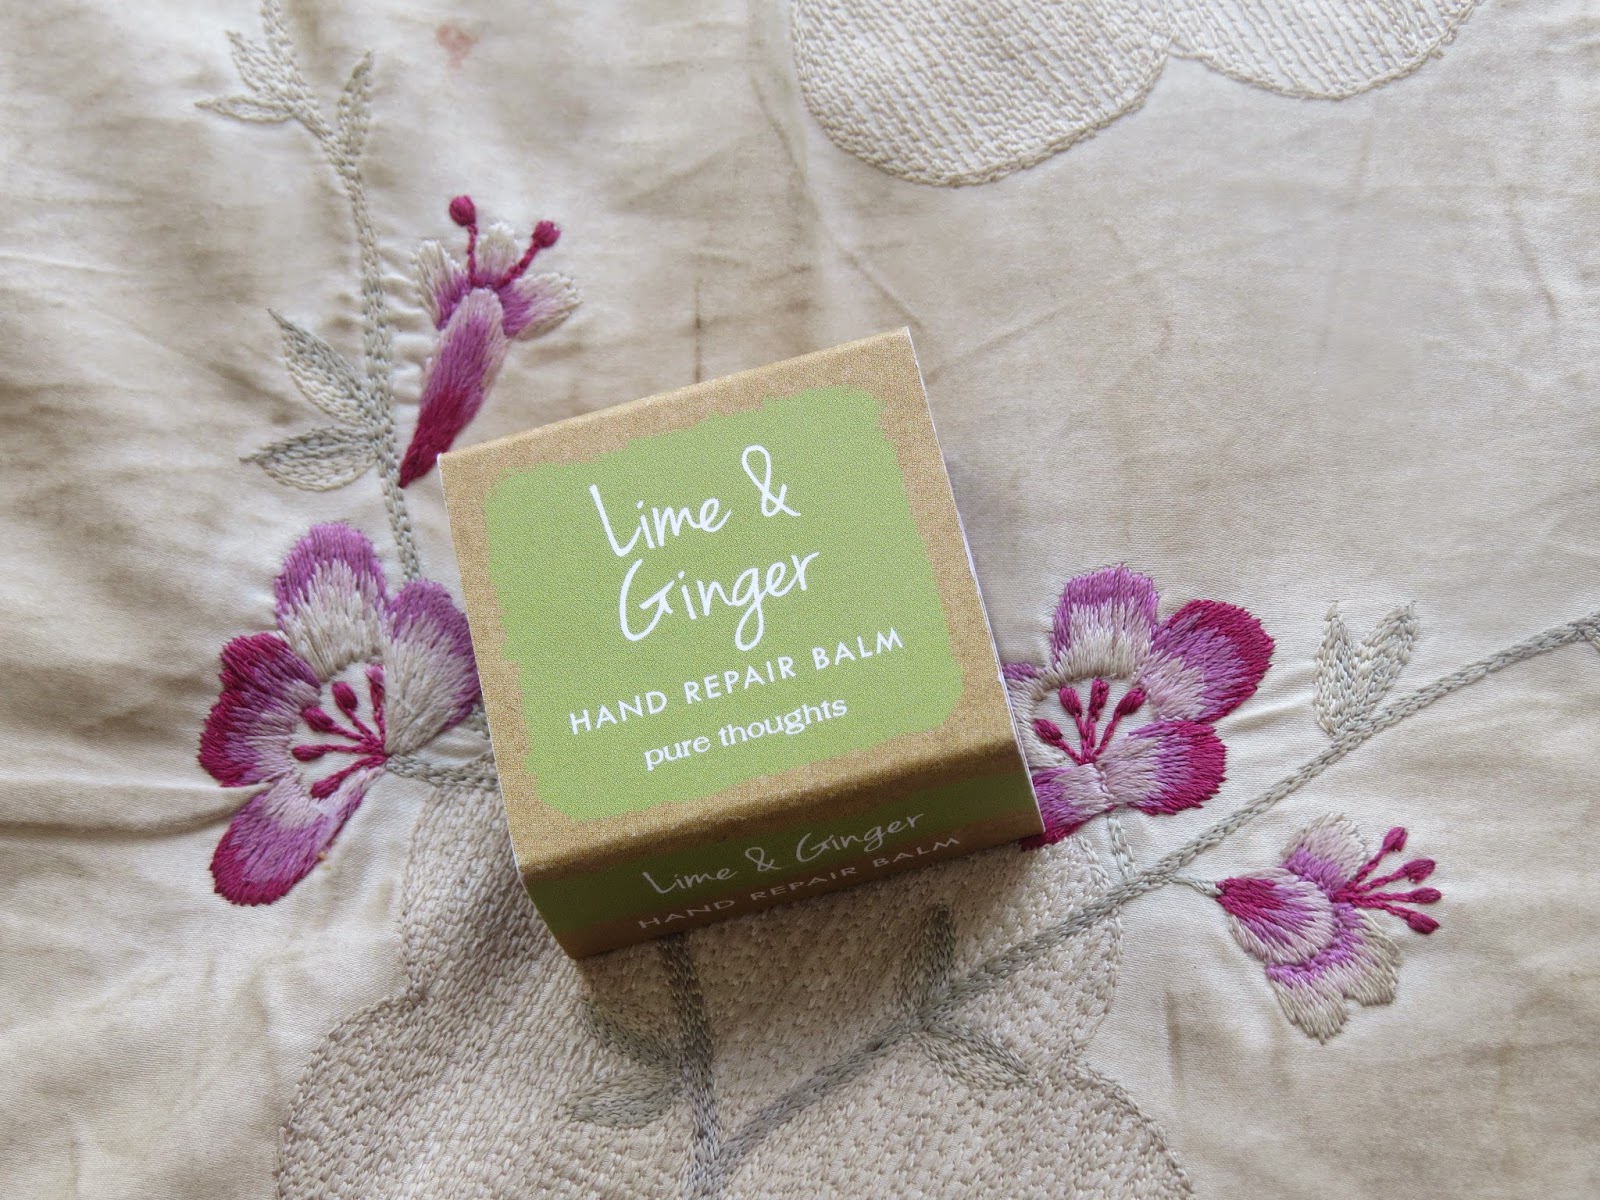 Lime &
Ginger
HAND REPAIR BALM
pure thoughts
Lime & Ginger
HAND REPAIR BALM